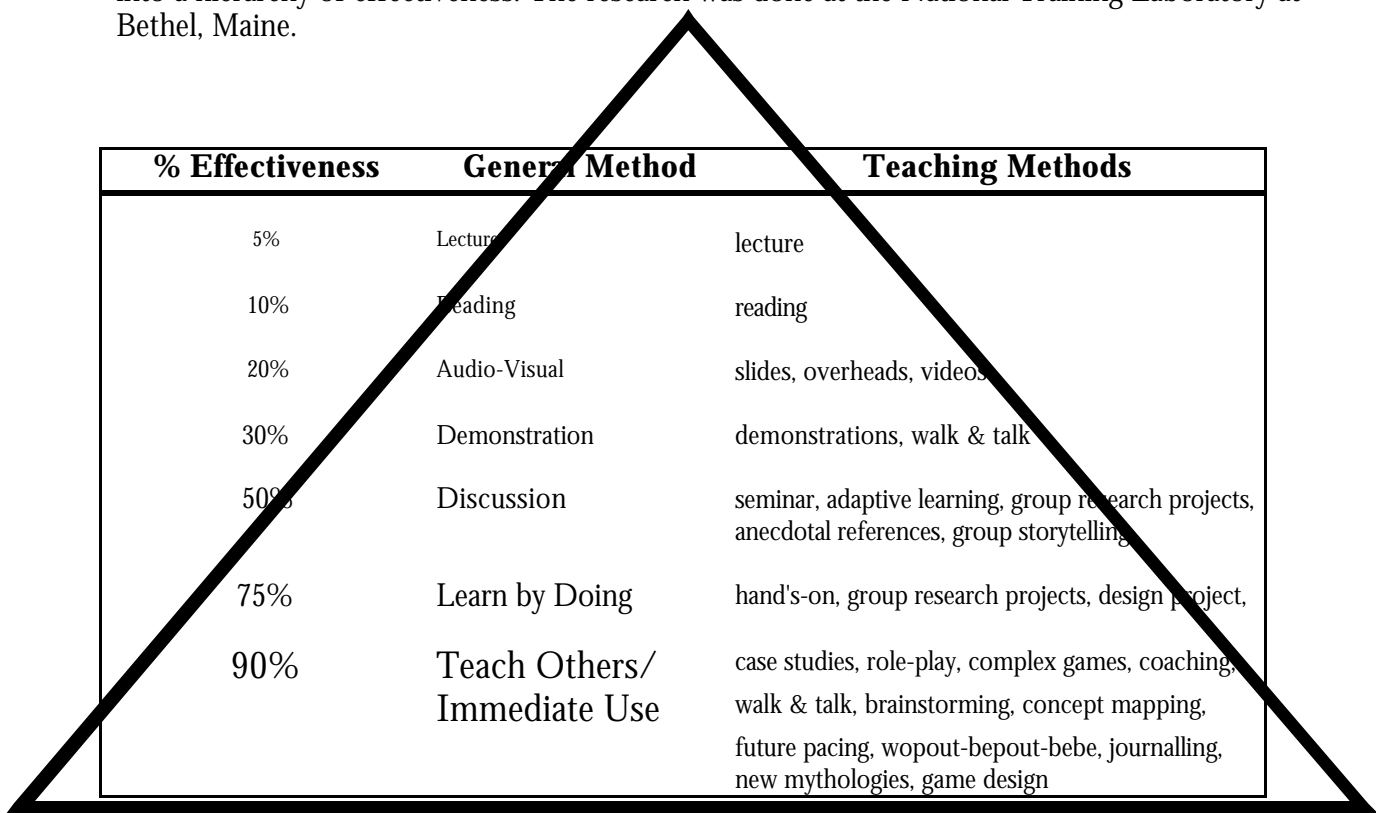 into a hierarchy of effectiveness. The research was done at the National Training Laboratory at
Bethel, Maine.
% Effectiveness General Method Teaching Methods
5% Lecture lecture
10% Reading reading
20% Audio-Visual slides, overheads, videos
30% Demonstration demonstrations, walk & talk
50% Discussion seminar, adaptive learning, group research projects,
anecdotal references, group storytelling
75% Learn by Doing hand's-on, group research projects, design project,
90% Teach Others/ case studies, role-play, complex games, coaching,
Immediate Use walk & talk, brainstorming, concept mapping,
future pacing, wopout-bepout-bebe, journalling,
new mythologies, game design